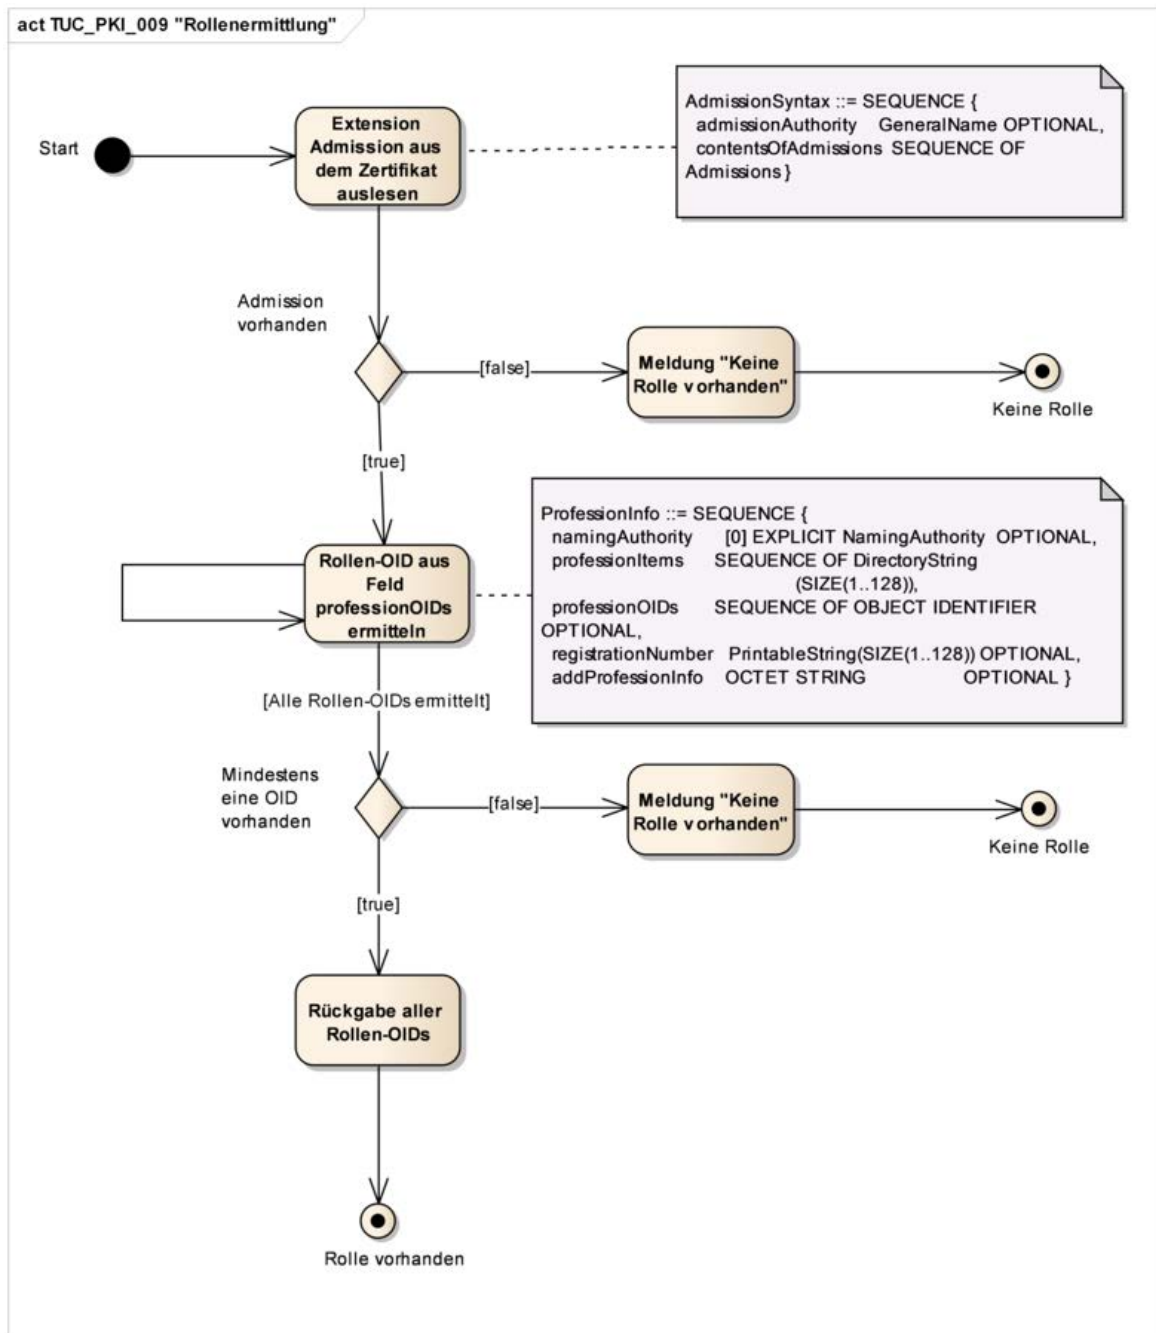 act TUC_PKI_009 "Rollenermittlung"
Start
Extension
Admission aus
dem Zertifikat
auslesen
AdmissionSyntax ::= SEQUENCE {
admissionAuthority GeneralName OPTIONAL,
contentsOfAdmissions SEQUENCE OF
Admissions }
Admission
vorhanden
[false]
Meldung "Keine
Rolle vorhanden"
Keine Rolle
[true]
Rollen-OID aus
Feld
professionOIDs
ermitteln
ProfessionInfo ::= SEQUENCE {
namingAuthority [0] EXPLICIT NamingAuthority OPTIONAL,
professionItems SEQUENCE OF DirectoryString
(SIZE(1..128)),
professionOIDs SEQUENCE OF OBJECT IDENTIFIER
OPTIONAL,
registrationNumber PrintableString(SIZE(1..128)) OPTIONAL,
addProfessionInfo OCTET STRING OPTIONAL }
[Alle Rollen-OIDs ermittelt]
Mindestens
eine OID
vorhanden
[false]
Meldung "Keine
Rolle vorhanden"
Keine Rolle
[true]
Rückgabe aller
Rollen-OIDs
Rolle vorhanden